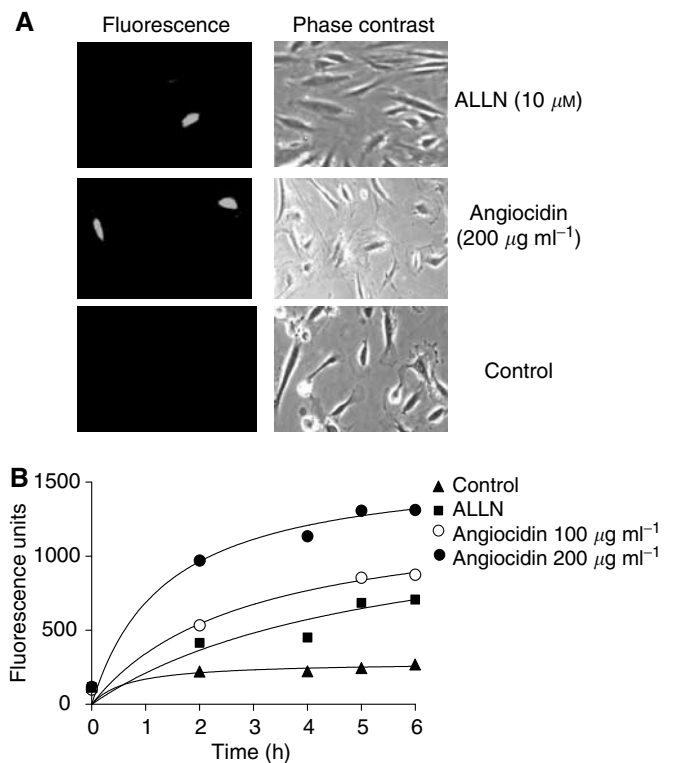 A
Fluorescence Phase contrast
ALLN (10 μM)
Angiocidin
(200 μg ml⁻¹)
Control
B
Fluorescence units
1500
1000
500
0
0 1 2 3 4 5 6
Time (h)
Control
ALLN
Angiocidin 100 μg ml⁻¹
Angiocidin 200 μg ml⁻¹